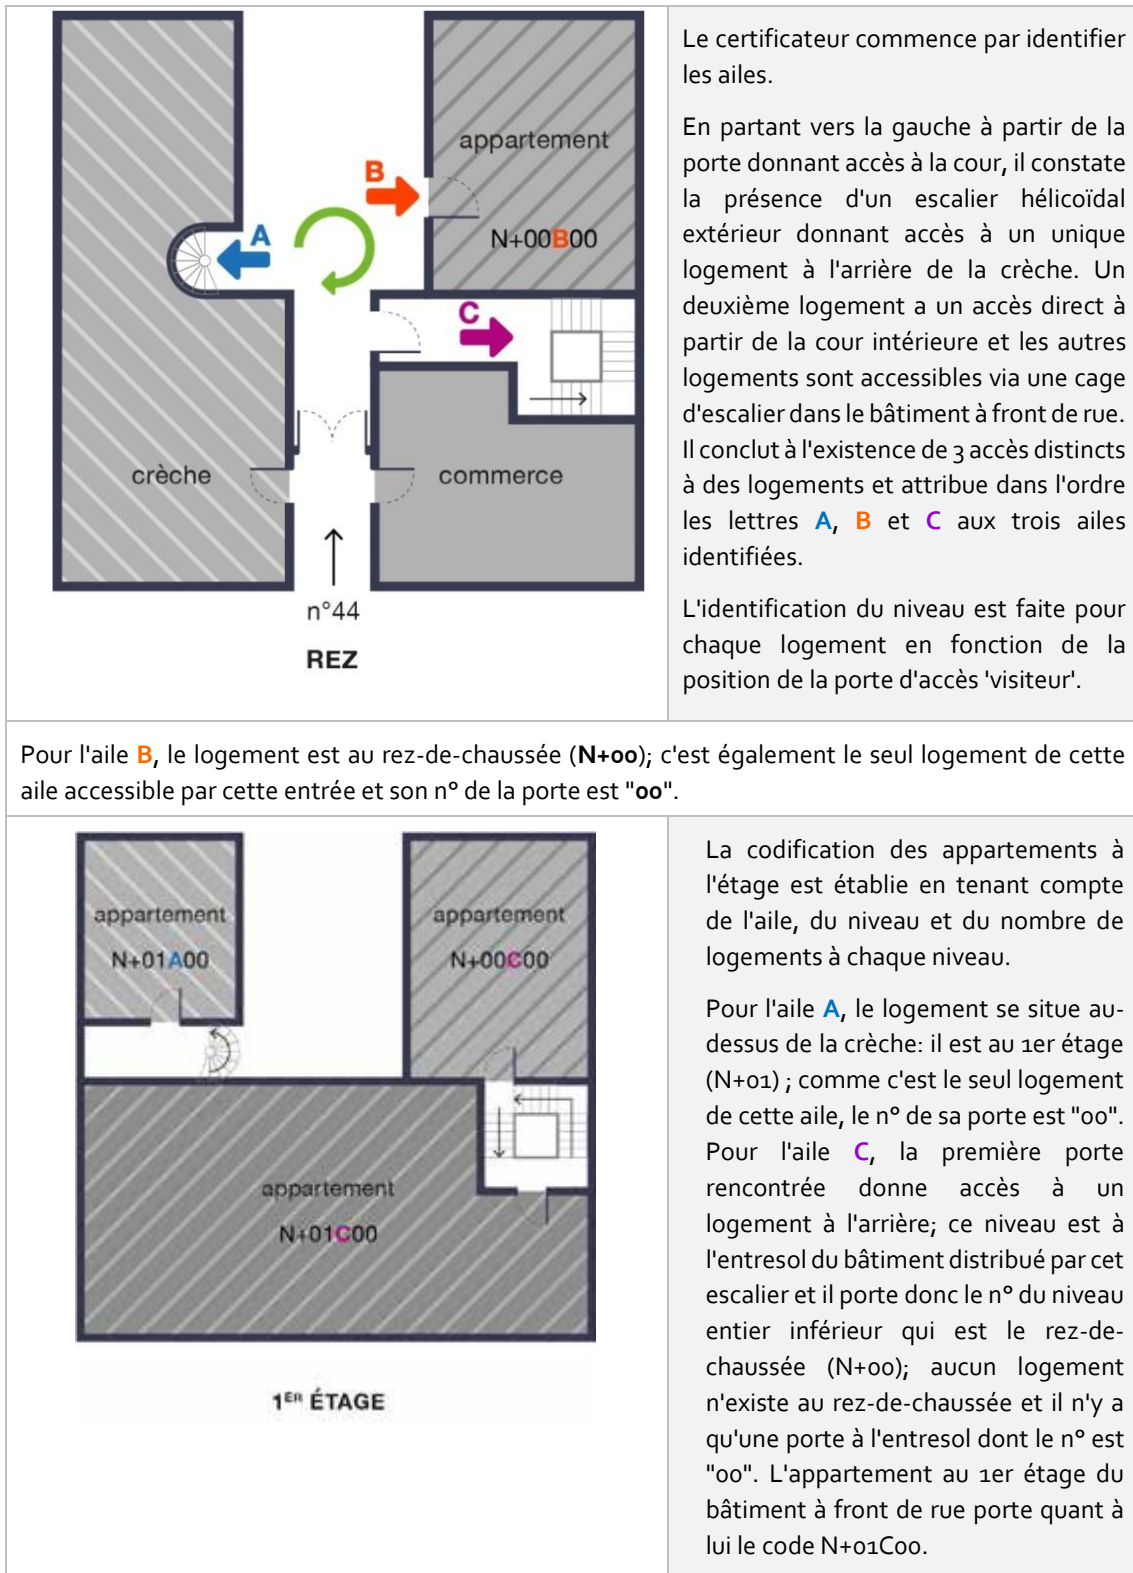 appartement
B
N+00B00
A
C
crèche
commerce
n°44
REZ
Le certificateur commence par identifier
les ailes.
En partant vers la gauche à partir de la
porte donnant accès à la cour, il constate
la présence d'un escalier hélicoïdal
extérieur donnant accès à un unique
logement à l'arrière de la crèche. Un
deuxième logement a un accès direct à
partir de la cour intérieure et les autres
logements sont accessibles via une cage
d'escalier dans le bâtiment à front de rue.
Il conclut à l'existence de 3 accès distincts
à des logements et attribue dans l'ordre
les lettres A, B et C aux trois ailes
identifiées.
L'identification du niveau est faite pour
chaque logement en fonction de la
position de la porte d'accès 'visiteur'.
Pour l'aile B, le logement est au rez-de-chaussée (N+00); c'est également le seul logement de cette
aile accessible par cette entrée et son n° de la porte est "00".
appartement
N+01A00
appartement
N+00C00
appartement
N+01C00
1ER ÉTAGE
La codification des appartements à
l'étage est établie en tenant compte
de l'aile, du niveau et du nombre de
logements à chaque niveau.
Pour l'aile A, le logement se situe au-
dessus de la crèche: il est au 1er étage
(N+01) ; comme c'est le seul logement
de cette aile, le n° de sa porte est "00".
Pour l'aile C, la première porte
rencontrée donne accès à un
logement à l'arrière; ce niveau est à
l'entresol du bâtiment distribué par cet
escalier et il porte donc le n° du niveau
entier inférieur qui est le rez-de-
chaussée (N+00); aucun logement
n'existe au rez-de-chaussée et il n'y a
qu'une porte à l'entresol dont le n° est
"00". L'appartement au 1er étage du
bâtiment à front de rue porte quant à
lui le code N+01C00.